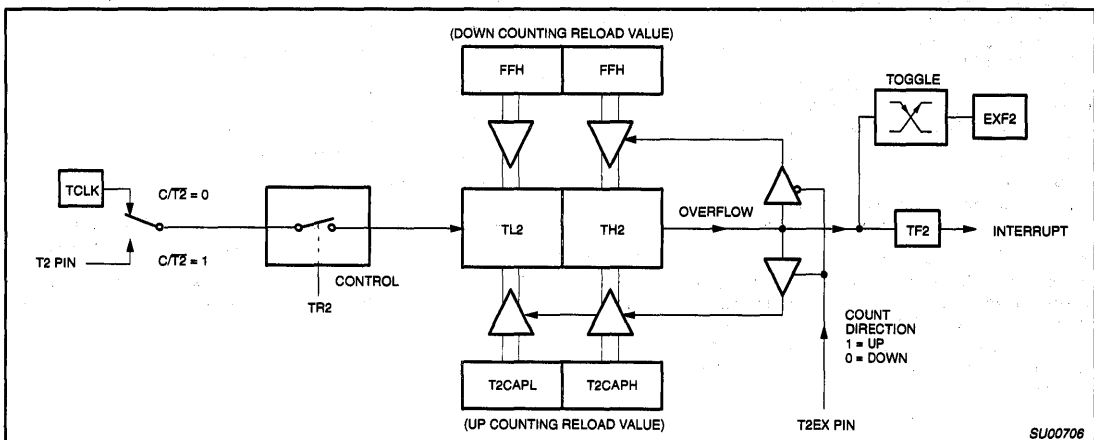 (DOWN COUNTING RELOAD VALUE)
FFH FFH
TOGGLE
EXF2
TCLK
C/T2 = 0
TL2 TH2
OVERFLOW
TF2
INTERRUPT
T2 PIN
C/T2 = 1
CONTROL
TR2
COUNT
DIRECTION
1 = UP
0 = DOWN
T2CAPL T2CAPH
(UP COUNTING RELOAD VALUE)
T2EX PIN
SU00706